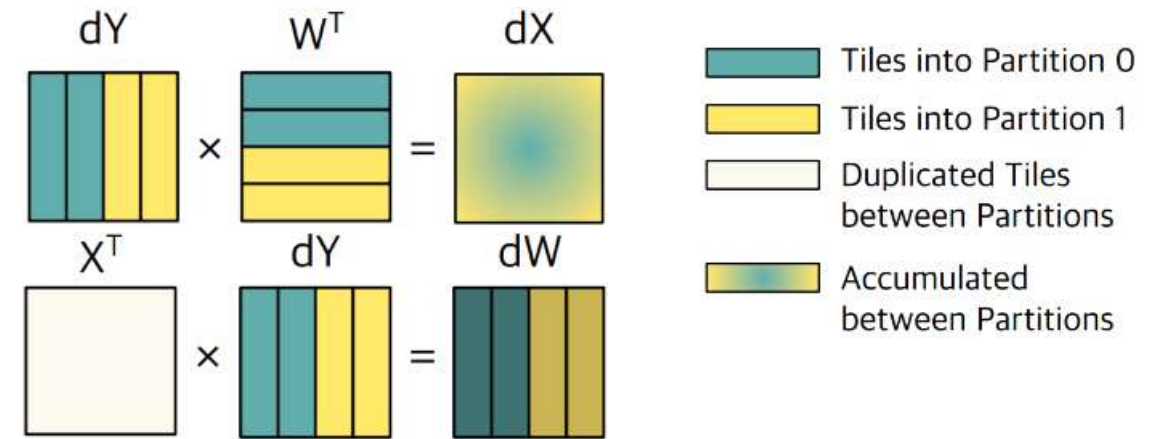 dY
W^T
dX
×
=
X^T
dY
dW
×
=
Tiles into Partition 0
Tiles into Partition 1
Duplicated Tiles
between Partitions
Accumulated
between Partitions